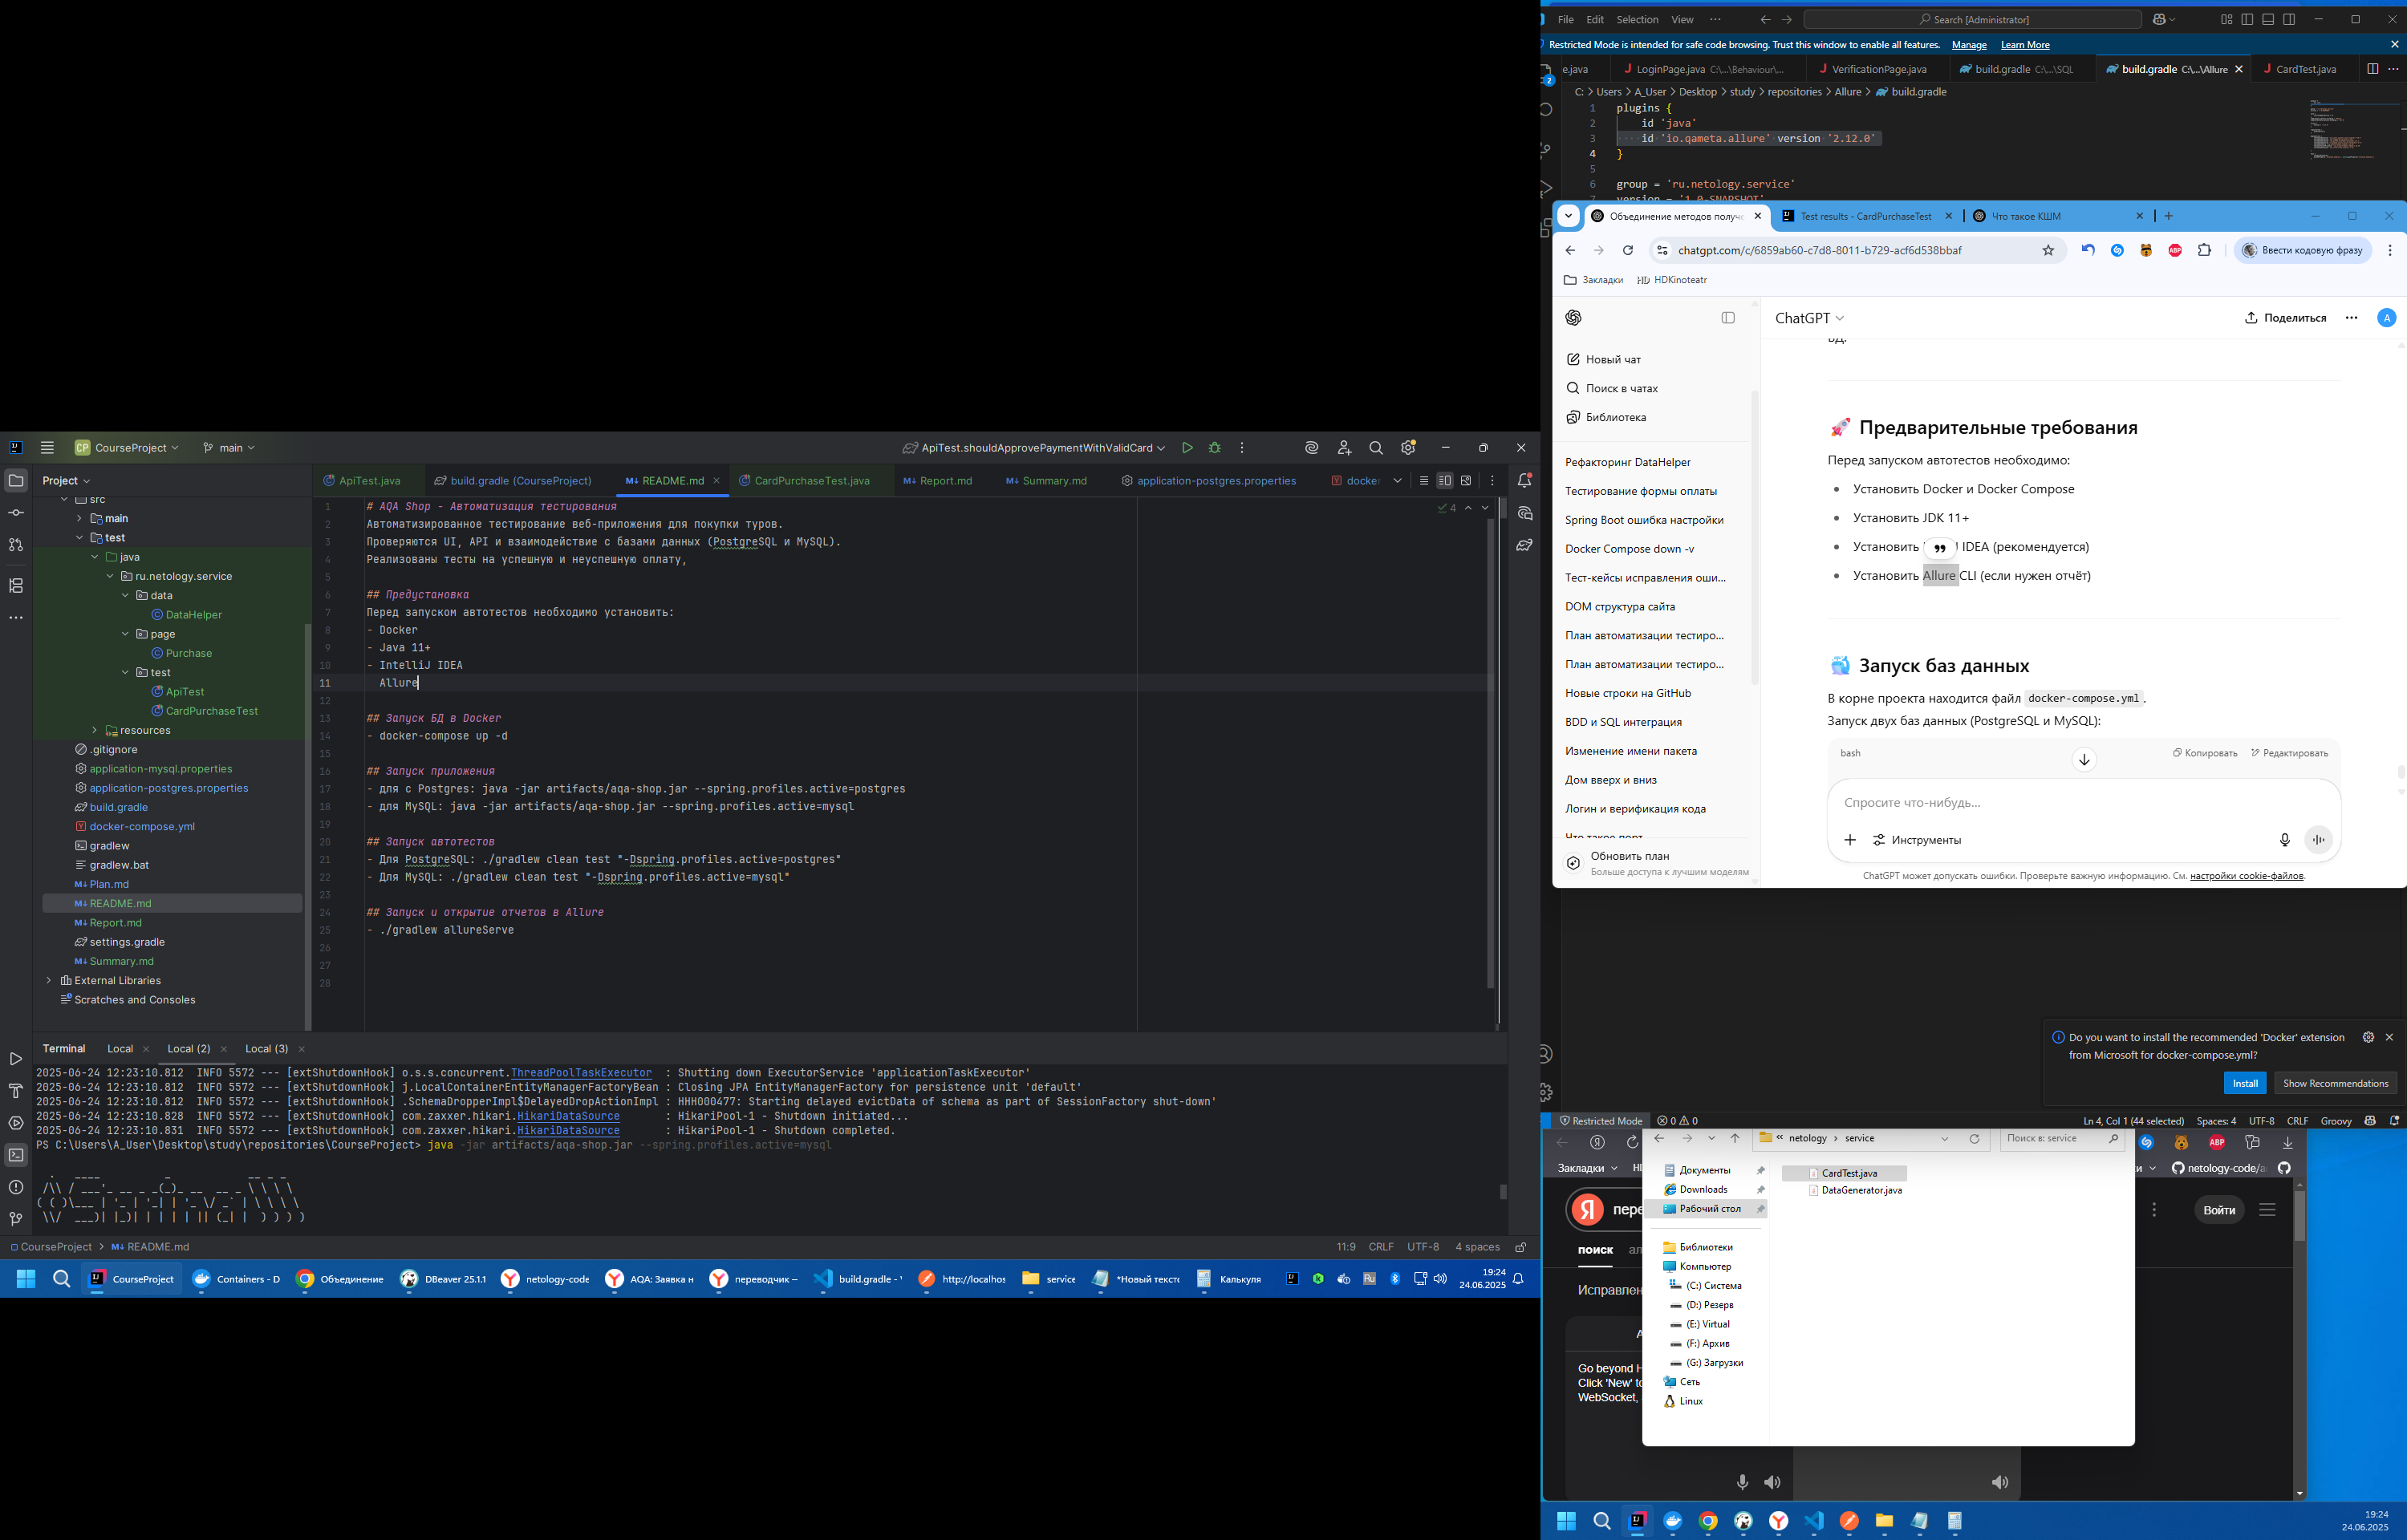 CP CourseProject
main
ApiTest.shouldApprovePaymentWithValidCard
Project
ApiTest.java
build.gradle (CourseProject)
README.md
CardPurchaseTest.java
Report.md
Summary.md
application-postgres.properties
docker
src
main
test
java
ru.netology.service
data
DataHelper
page
Purchase
test
ApiTest
CardPurchaseTest
resources
.gitignore
application-mysql.properties
application-postgres.properties
build.gradle
docker-compose.yml
gradlew
gradlew.bat
Plan.md
README.md
Report.md
settings.gradle
Summary.md
External Libraries
Scratches and Consoles
4
1 # AQA Shop - Автоматизация тестирования
2 Автоматизированное тестирование веб-приложения для покупки туров.
3 Проверяются UI, API и взаимодействие с базами данных (PostgreSQL и MySQL).
4 Реализованы тесты на успешную и неуспешную оплату,
5
6 ## Предустановка
7 Перед запуском автотестов необходимо установить:
8 - Docker
9 - Java 11+
10 - IntelliJ IDEA
11 Allure
12
13 ## Запуск БД в Docker
14 - docker-compose up -d
15
16 ## Запуск приложения
17 - для с Postgres: java -jar artifacts/aqa-shop.jar --spring.profiles.active=postgres
18 - для MySQL: java -jar artifacts/aqa-shop.jar --spring.profiles.active=mysql
19
20 ## Запуск автотестов
21 - Для PostgreSQL: ./gradlew clean test "-Dspring.profiles.active=postgres"
22 - Для MySQL: ./gradlew clean test "-Dspring.profiles.active=mysql"
23
24 ## Запуск и открытие отчетов в Allure
25 - ./gradlew allureServe
26
27
28
Terminal Local Local (2) Local (3)
2025-06-24 12:23:10.812 INFO 5572 --- [extShutdownHook] o.s.s.concurrent.ThreadPoolTaskExecutor : Shutting down ExecutorService 'applicationTaskExecutor'
2025-06-24 12:23:10.812 INFO 5572 --- [extShutdownHook] j.LocalContainerEntityManagerFactoryBean : Closing JPA EntityManagerFactory for persistence unit 'default'
2025-06-24 12:23:10.812 INFO 5572 --- [extShutdownHook] .SchemaDropperImpl$DelayedDropActionImpl : HHH000477: Starting delayed evictData of schema as part of SessionFactory shut-down'
2025-06-24 12:23:10.828 INFO 5572 --- [extShutdownHook] com.zaxxer.hikari.HikariDataSource : HikariPool-1 - Shutdown initiated...
2025-06-24 12:23:10.831 INFO 5572 --- [extShutdownHook] com.zaxxer.hikari.HikariDataSource : HikariPool-1 - Shutdown completed.
PS C:\Users\A_User\Desktop\study\repositories\CourseProject> java -jar artifacts/aqa-shop.jar --spring.profiles.active=mysql
CourseProject > README.md
11:9 CRLF UTF-8 4 spaces
CourseProject
Containers - D
Объединение
DBeaver 25.1.1
netology-code
AQA: Заявка н
переводчик —
build.gradle -
http://localhos
service
*Новый текст
Калькуля
Ru
19:24
24.06.2025
File Edit Selection View ···
Search [Administrator]
Restricted Mode is intended for safe code browsing. Trust this window to enable all features. Manage Learn More
2
e.java
LoginPage.java C:\...\Behaviour\...
VerificationPage.java
build.gradle C:\...\SQL
build.gradle C:\...\Allure
CardTest.java
C: > Users > A_User > Desktop > study > repositories > Allure > build.gradle
1 plugins {
2 id 'java'
3 id 'io.qameta.allure' version '2.12.0'
4 }
5
6 group = 'ru.netology.service'
7 version = '1.0-SNAPSHOT'
Объединение методов получе
Test results - CardPurchaseTest
Что такое КШМ
chatgpt.com/c/6859ab60-c7d8-8011-b729-acf6d538bbaf
ABP
Ввести кодовую фразу
Закладки
HD HDKinoteatr
ChatGPT
Поделиться
A
Новый чат
Поиск в чатах
Библиотека
Рефакторинг DataHelper
Тестирование формы оплаты
Spring Boot ошибка настройки
Docker Compose down -v
Тест-кейсы исправления оши...
DOM структура сайта
План автоматизации тестиро...
План автоматизации тестиро...
Новые строки на GitHub
BDD и SQL интеграция
Изменение имени пакета
Дом вверх и вниз
Логин и верификация кода
Что такое порт
Обновить план
Больше доступа к лучшим моделям
БД.
🚀 Предварительные требования
Перед запуском автотестов необходимо:
• Установить Docker и Docker Compose
• Установить JDK 11+
• Установить IDEA (рекомендуется)
• Установить Allure CLI (если нужен отчёт)
🐳 Запуск баз данных
В корне проекта находится файл docker-compose.yml.
Запуск двух баз данных (PostgreSQL и MySQL):
bash
Копировать
Редактировать
Спросите что-нибудь...
Инструменты
ChatGPT может допускать ошибки. Проверьте важную информацию. См. настройки cookie-файлов.
Do you want to install the recommended 'Docker' extension
from Microsoft for docker-compose.yml?
Install
Show Recommendations
Restricted Mode 0 0
Ln 4, Col 1 (44 selected) Spaces: 4 UTF-8 CRLF Groovy
netology > service
Поиск в: service
ABP
Закладки
netology-code/a
Документы
Downloads
Рабочий стол
Библиотеки
Компьютер
(C:) Система
(D:) Резерв
(E:) Virtual
(F:) Архив
(G:) Загрузки
Сеть
Linux
CardTest.java
DataGenerator.java
Я
пере
Войти
поиск
Исправлен
Go beyond H
Click 'New' to
WebSocket,
19:24
24.06.2025